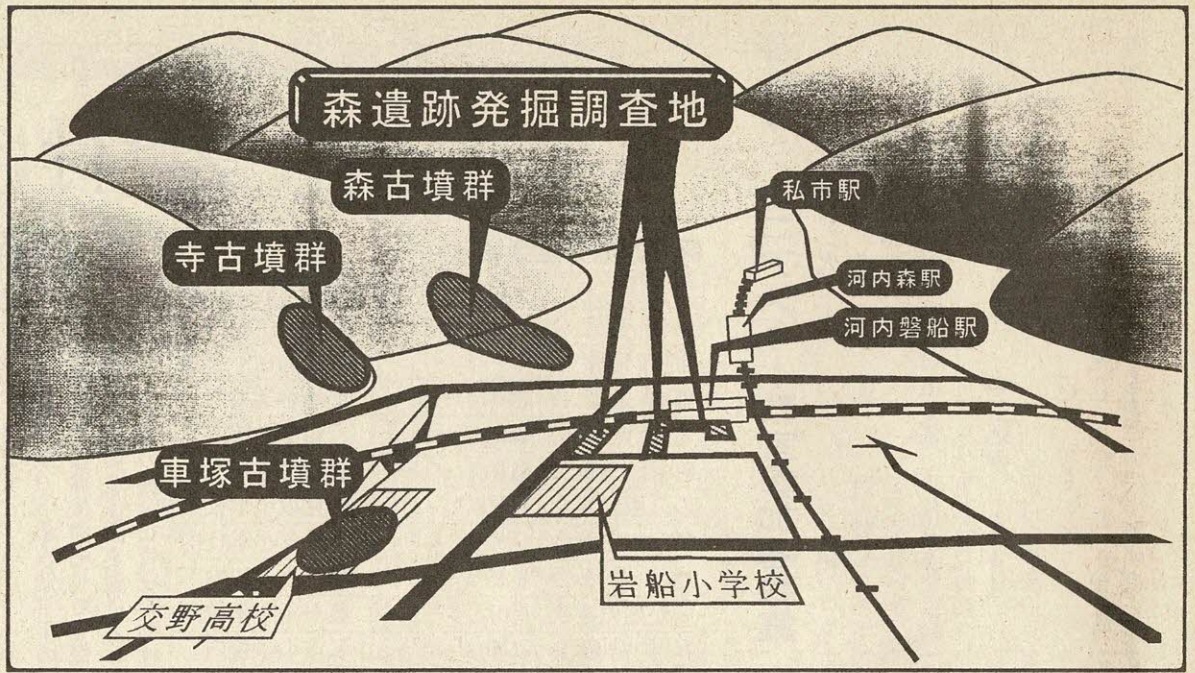 森遺跡発掘調査地
森古墳群
私市駅
寺古墳群
河内森駅
河内磐船駅
車塚古墳群
岩船小学校
交野高校